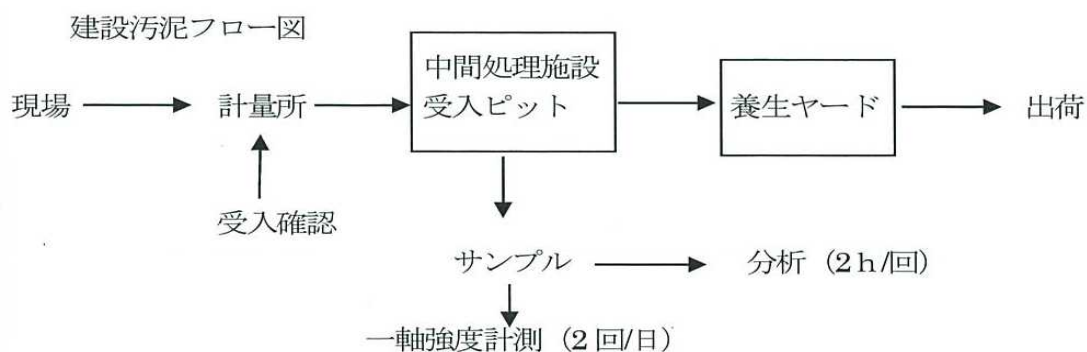 建設汚泥フロー図
中間処理施設
現場 計量所 受入ピット 養生ヤード 出荷
受入確認
サンプル 分析（2ｈ/回）
一軸強度計測（2 回/日）